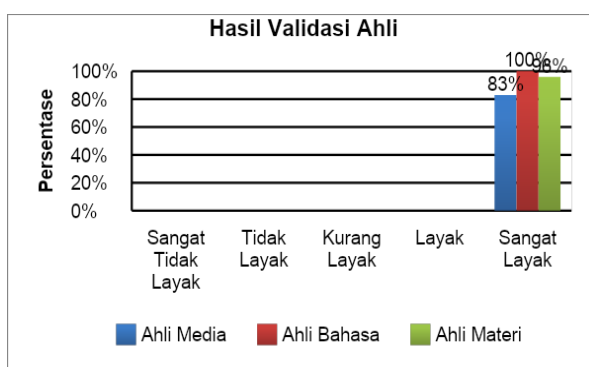 Hasil Validasi Ahli
Persentase
100%
80%
60%
40%
20%
0%
83%
100%
96%
Sangat
Tidak
Layak
Tidak
Layak
Kurang
Layak
Layak
Sangat
Layak
Ahli Media
Ahli Bahasa
Ahli Materi